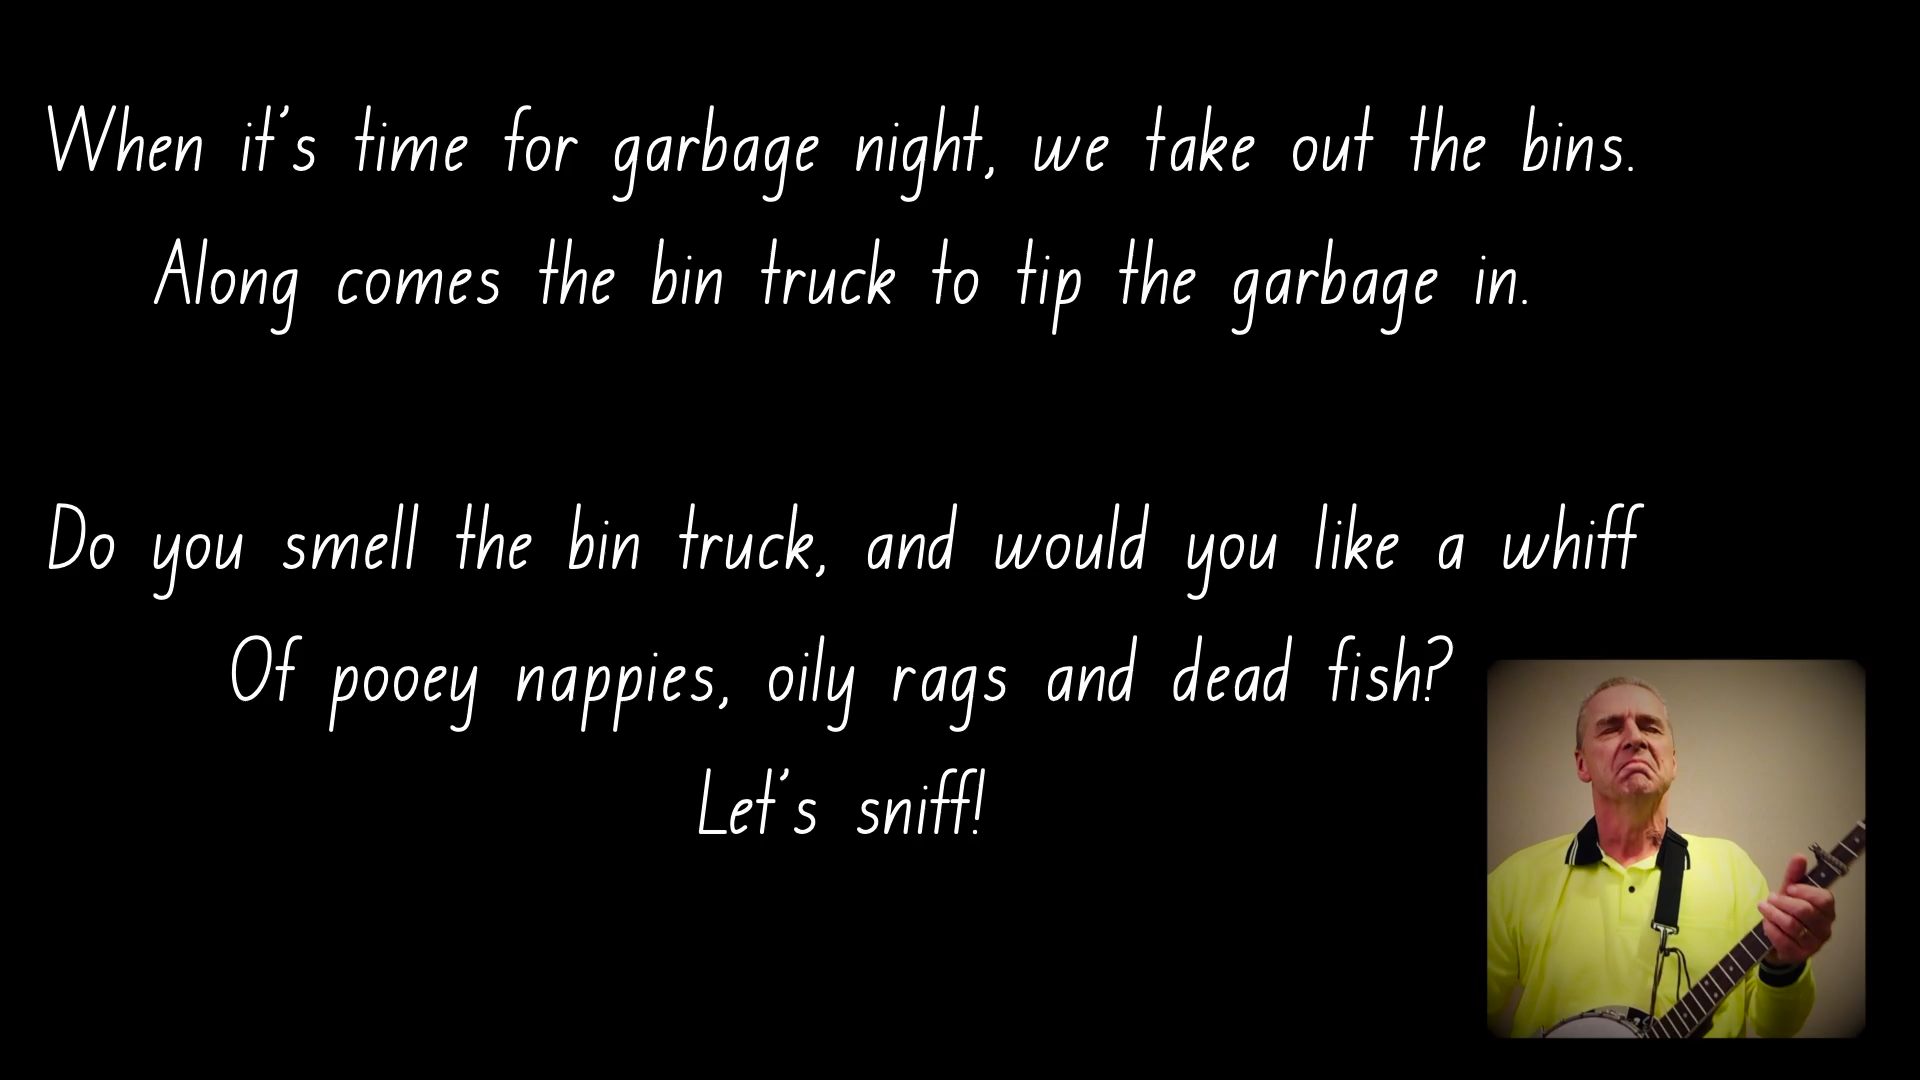 When it's time for garbage night, we take out the bins.
Along comes the bin truck to tip the garbage in.
Do you smell the bin truck, and would you like a whiff
Of pooey nappies, oily rags and dead fish?
Let's sniff!